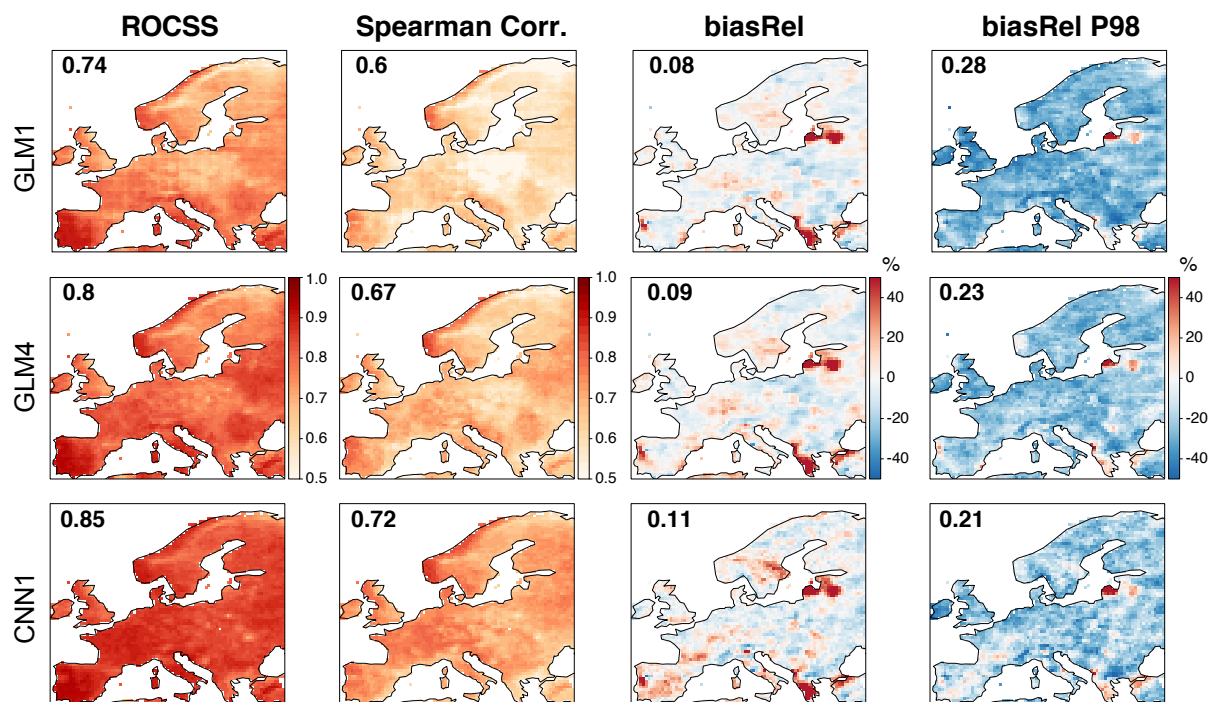 ROCSS Spearman Corr. biasRel biasRel P98
GLM1 0.74 0.6 0.08 0.28
% %
GLM4 0.8 0.67 0.09 0.23
1.0 1.0 40 40
0.9 0.9 20 20
0.8 0.8 0 0
0.7 0.7 -20 -20
0.6 0.6 -40 -40
0.5 0.5
CNN1 0.85 0.72 0.11 0.21